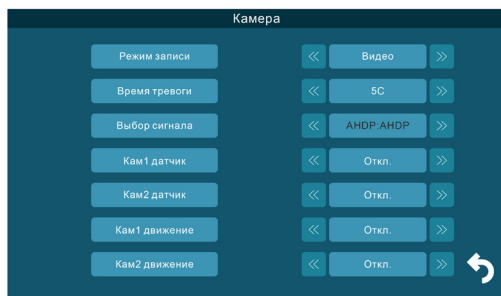 Камера
Режим записи « Видео »
Время тревоги « 5С »
Выбор сигнала « AHDP:AHDP »
Кам1 датчик « Откл. »
Кам2 датчик « Откл. »
Кам1 движение « Откл. »
Кам2 движение « Откл. »